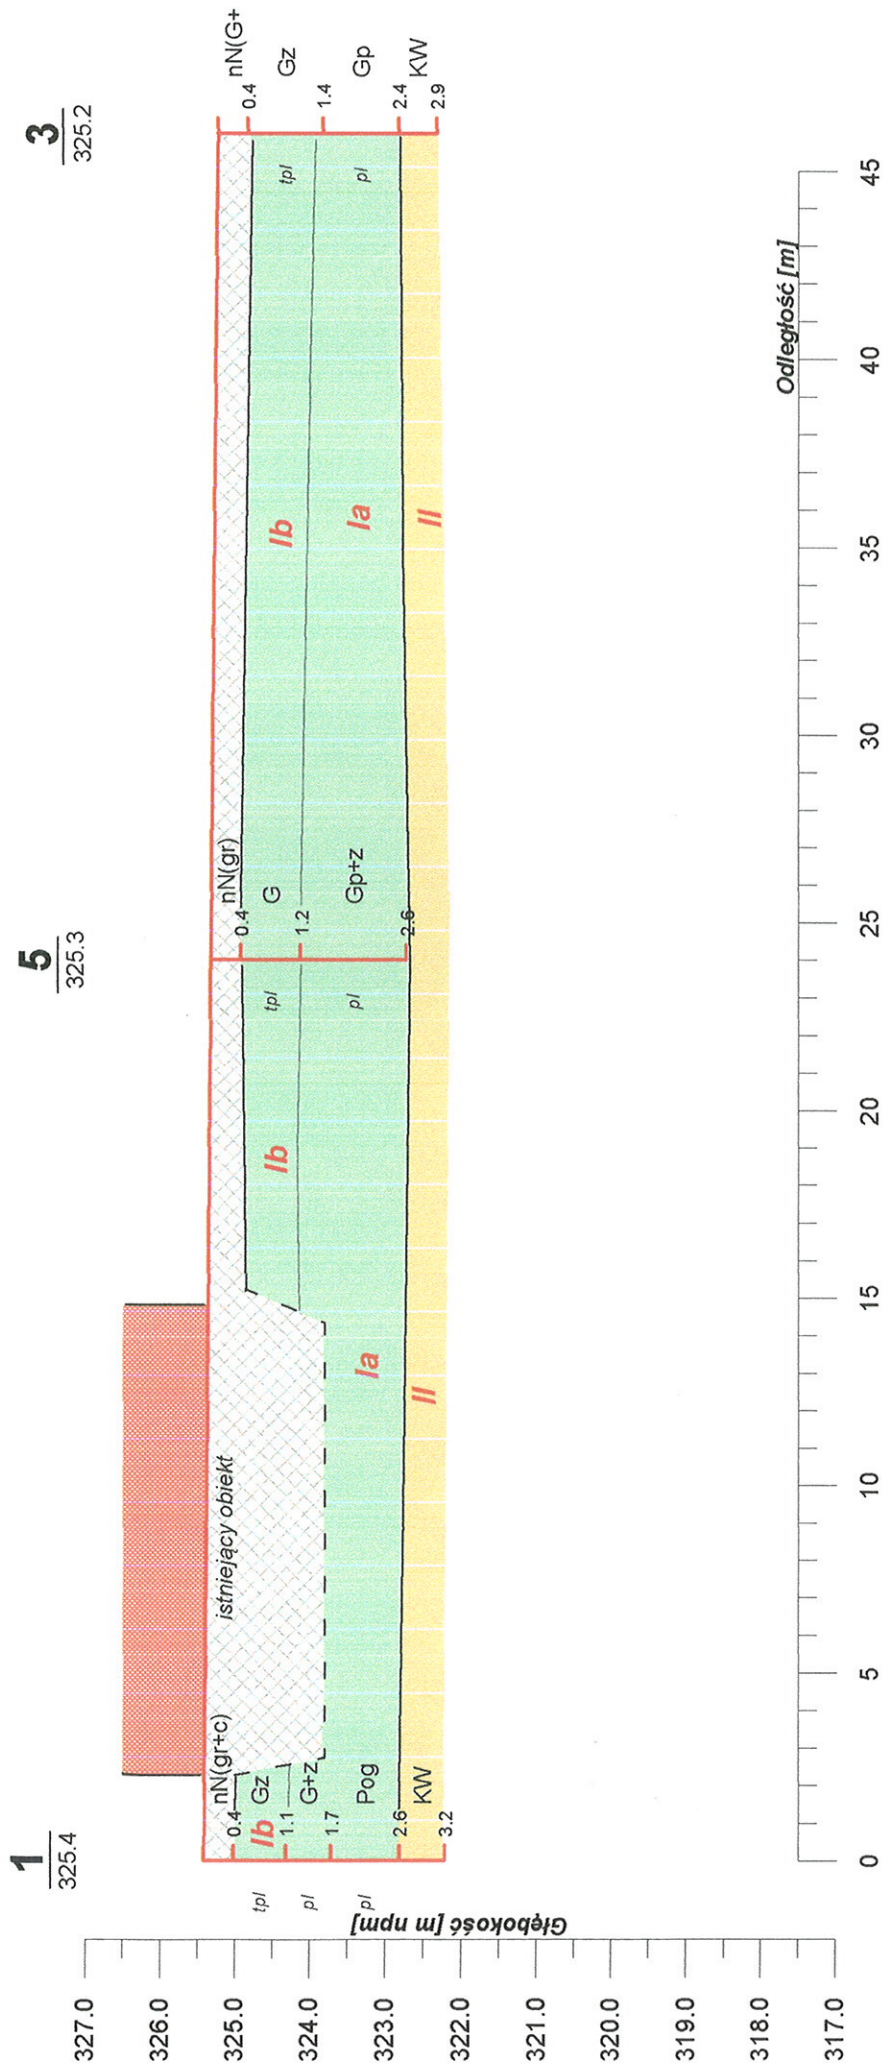 1
325.4
5
325.3
3
325.2
Głębokość [m npm]
327.0
326.0
325.0
324.0
323.0
322.0
321.0
320.0
319.0
318.0
317.0
tpl
pl
pl
nN(gr+c)
0.4
Ib
Gz
1.1
G+z
1.7
Pog
2.6
KW
3.2
istniejący obiekt
Ia
II
Ib
tpl
pl
nN(gr)
0.4
G
1.2
Gp+z
2.6
Ib
Ia
II
tpl
pl
nN(G+
0.4
Gz
1.4
Gp
2.4
KW
2.9
Odległość [m]
0
5
10
15
20
25
30
35
40
45